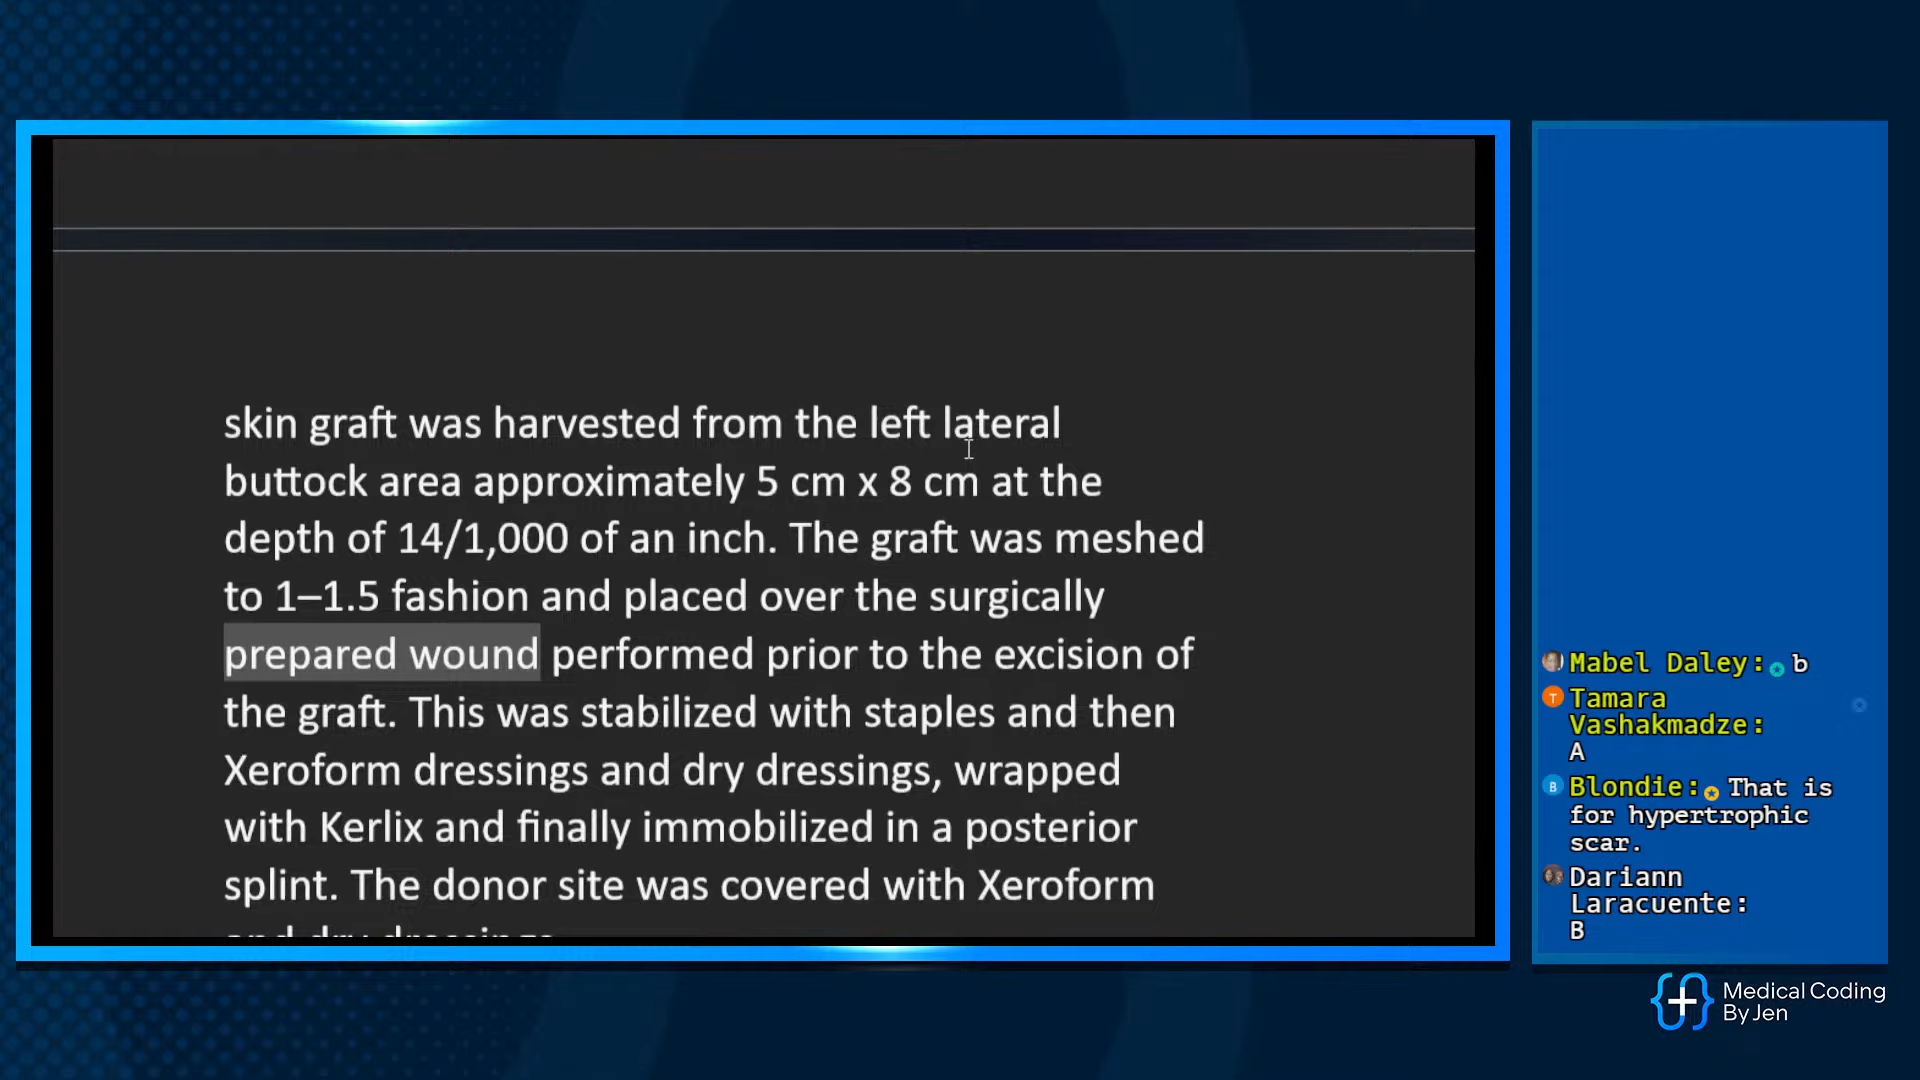 skin graft was harvested from the left lateral
buttock area approximately 5 cm x 8 cm at the
depth of 14/1,000 of an inch. The graft was meshed
to 1–1.5 fashion and placed over the surgically
prepared wound performed prior to the excision of
the graft. This was stabilized with staples and then
Xeroform dressings and dry dressings, wrapped
with Kerlix and finally immobilized in a posterior
splint. The donor site was covered with Xeroform
and dry dressings
Mabel Daley: b
T Tamara
Vashakmadze:
A
B Blondie: That is
for hypertrophic
scar.
Dariann
Laracuente:
B
Medical Coding
By Jen